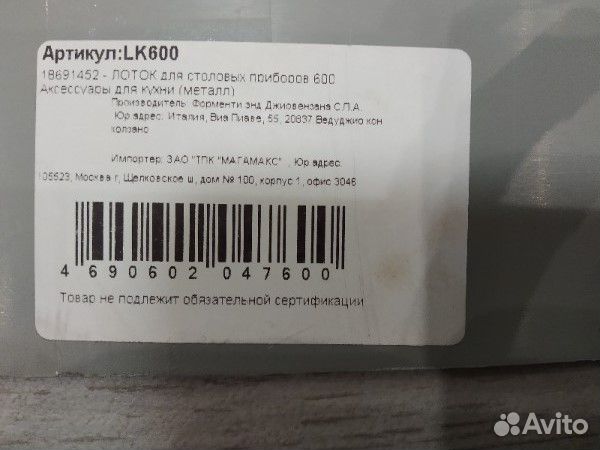 Артикул:LK600
18691452 - ЛОТОК для столовых приборов 600
Аксессуары для кухни (металл)
Производитель: Форменти энд Джиовензана С.П.А.
Юр адрес: Италия, Виа Пиаве, 55, 20837 Ведуджио кон
колзано
Импортер: ЗАО "ТПК "МАГАМАКС" . Юр адрес:
105523, Москва г, Щелковское ш, дом № 100, корпус 1, офис 3046
4 690602 047600
Товар не подлежит обязательной сертификации
Avito